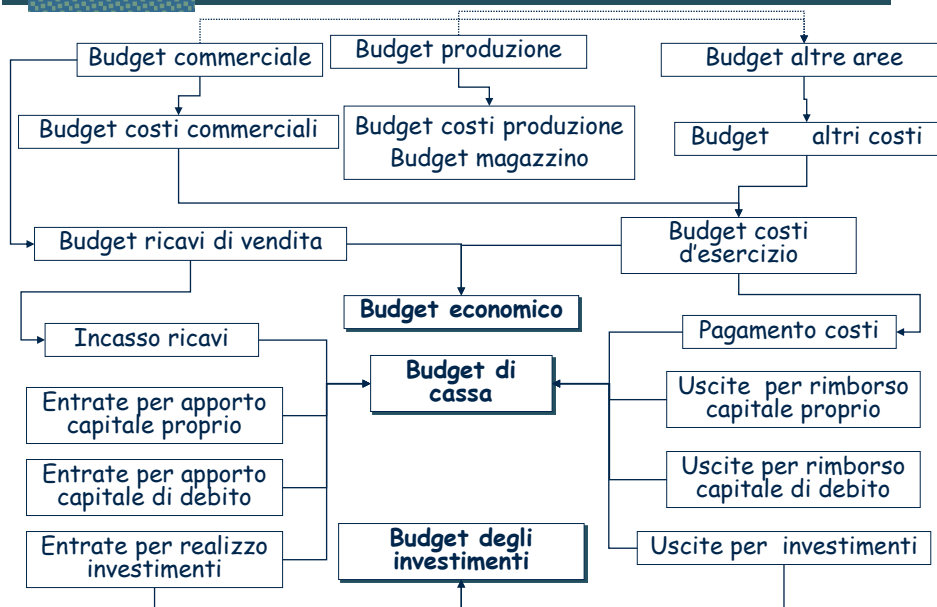 Budget commerciale
Budget produzione
Budget altre aree
Budget costi commerciali
Budget costi produzione
Budget magazzino
Budget altri costi
Budget ricavi di vendita
Budget costi
d'esercizio
Budget economico
Incasso ricavi
Pagamento costi
Budget di
cassa
Entrate per apporto
capitale proprio
Uscite per rimborso
capitale proprio
Entrate per apporto
capitale di debito
Uscite per rimborso
capitale di debito
Entrate per realizzo
investimenti
Budget degli
investimenti
Uscite per investimenti